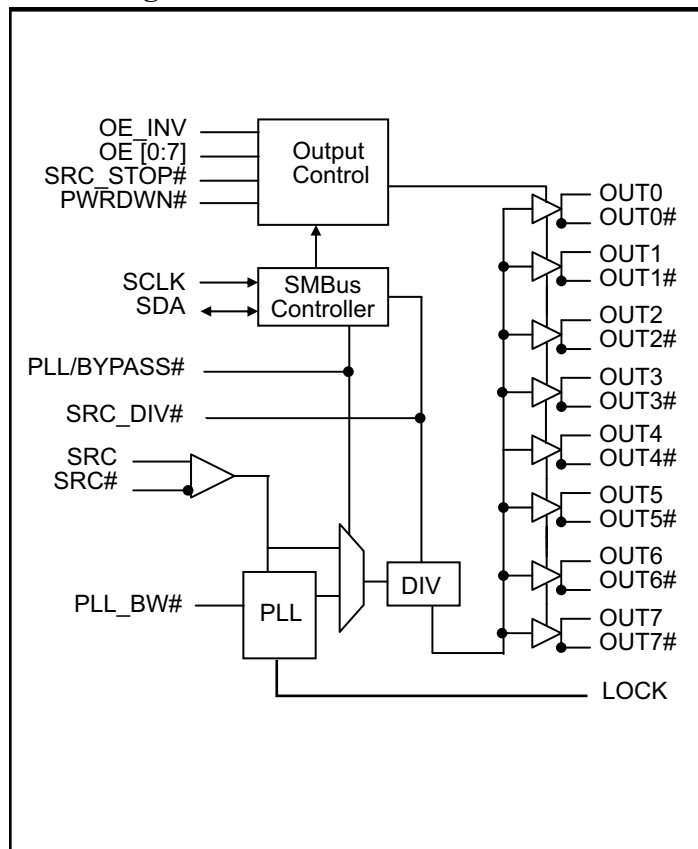 OE_INV
OE [0:7]
SRC_STOP#
PWRDWN#
Output
Control
SCLK
SDA
SMBus
Controller
PLL/BYPASS#
SRC_DIV#
SRC
SRC#
PLL_BW#
PLL
DIV
OUT0
OUT0#
OUT1
OUT1#
OUT2
OUT2#
OUT3
OUT3#
OUT4
OUT4#
OUT5
OUT5#
OUT6
OUT6#
OUT7
OUT7#
LOCK